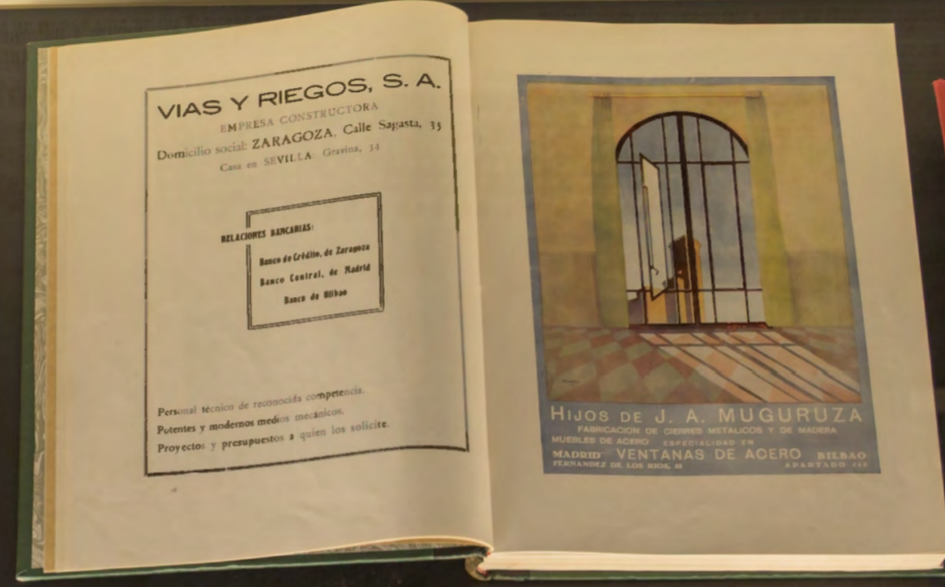 VIAS Y RIEGOS, S. A.
EMPRESA CONSTRUCTORA
Domicilio social: ZARAGOZA. Calle Sagasta, 35
Casa en SEVILLA: Gravina, 34
RELACIONES BANCARIAS:
Banco de Crédito, de Zaragoza
Banco Central, de Madrid
Banco de Bilbao
Personal técnico de reconocida competencia.
Potentes y modernos medios mecánicos.
Proyectos y presupuestos a quien los solicite.
HIJOS DE J. A. MUGURUZA
FABRICACION DE CIERRES METALICOS Y DE MADERA
MUEBLES DE ACERO ESPECIALIDAD EN
MADRID VENTANAS DE ACERO BILBAO
FERNANDEZ DE LOS RIOS, APARTADO